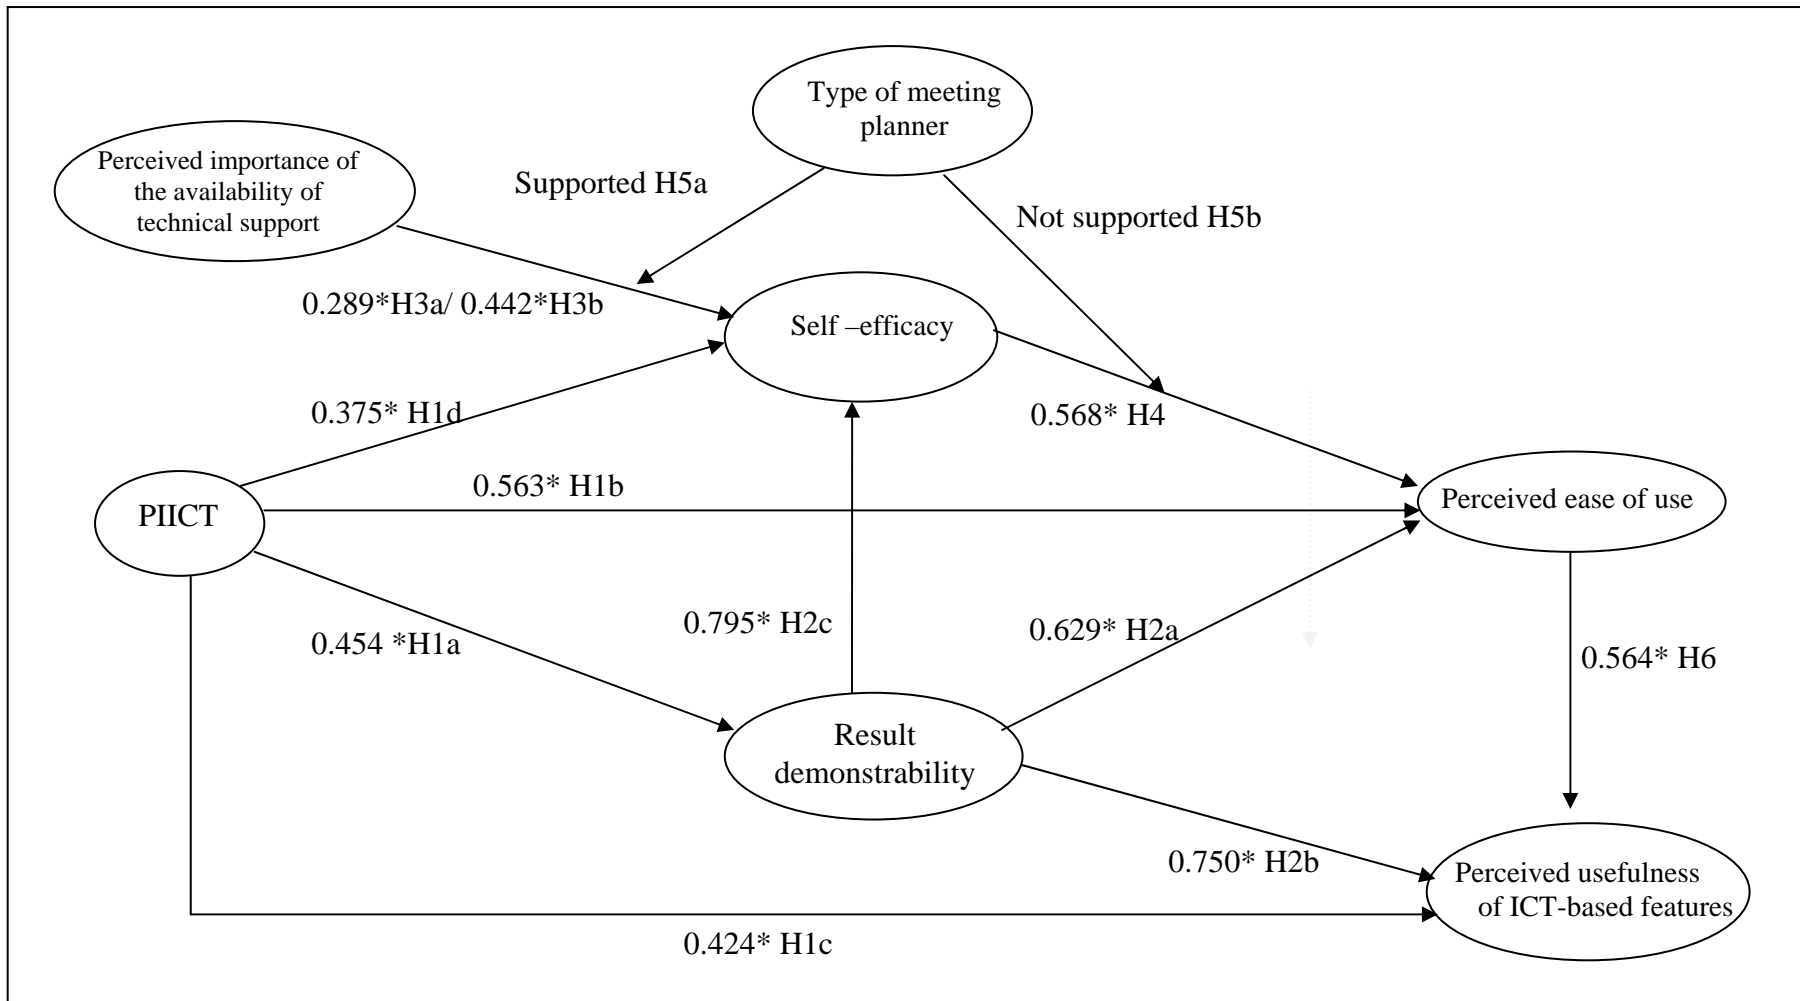 Type of meeting
planner
Perceived importance of
the availability of
technical support
Supported H5a
Not supported H5b
0.289*H3a/ 0.442*H3b
Self –efficacy
0.375* H1d
0.568* H4
0.563* H1b
Perceived ease of use
PIICT
0.795* H2c
0.629* H2a
0.454 *H1a
0.564* H6
Result
demonstrability
0.750* H2b
Perceived usefulness
of ICT-based features
0.424* H1c